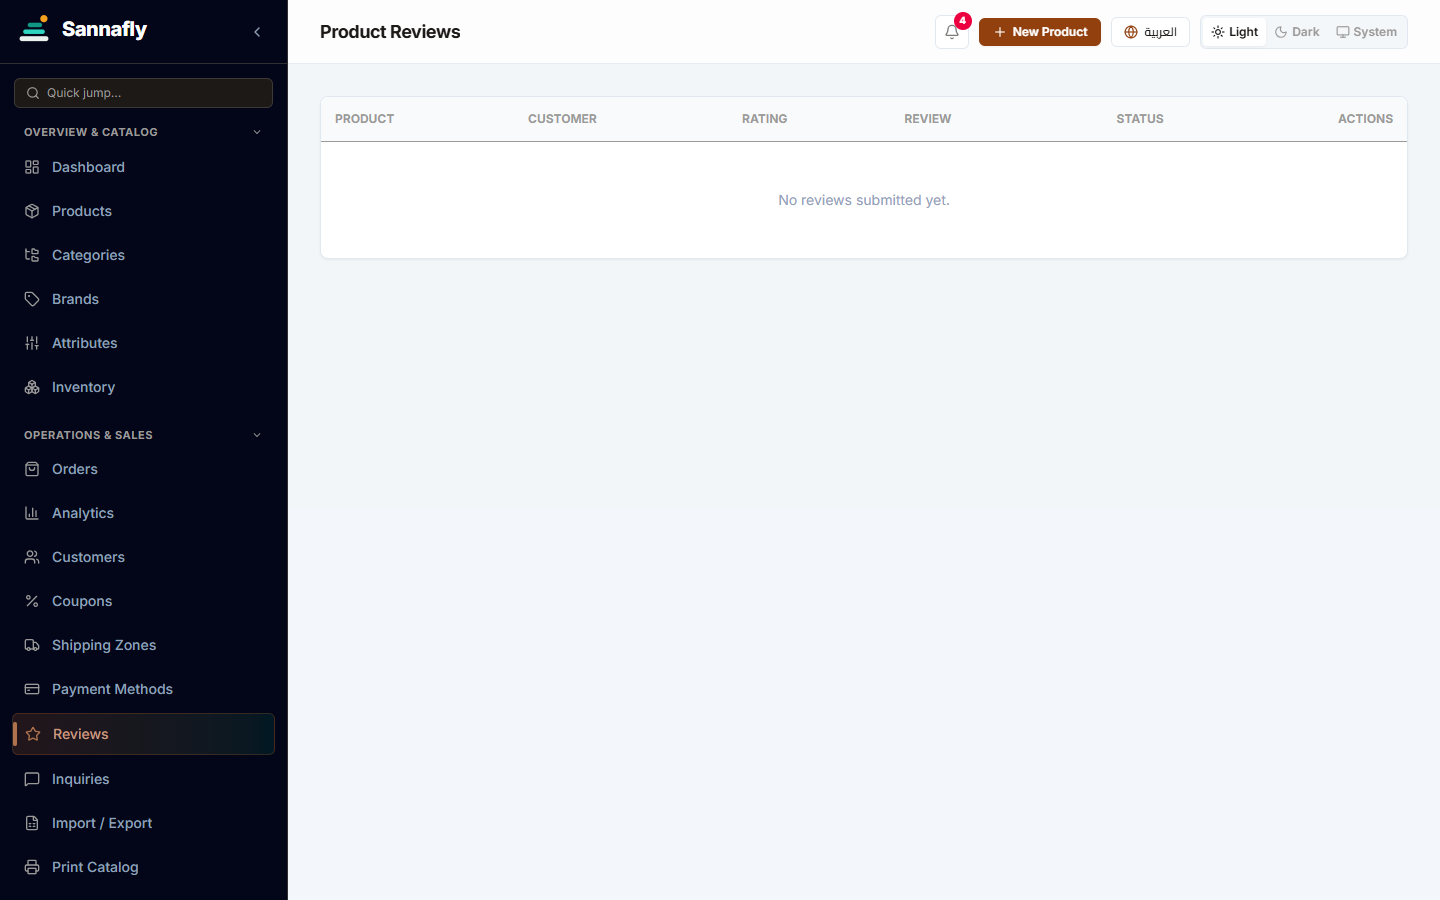 Sannafly
Quick jump...
OVERVIEW & CATALOG
Dashboard
Products
Categories
Brands
Attributes
Inventory
OPERATIONS & SALES
Orders
Analytics
Customers
Coupons
Shipping Zones
Payment Methods
Reviews
Inquiries
Import / Export
Print Catalog
Product Reviews
4
New Product
العربية
Light
Dark
System
PRODUCT CUSTOMER RATING REVIEW STATUS ACTIONS
No reviews submitted yet.